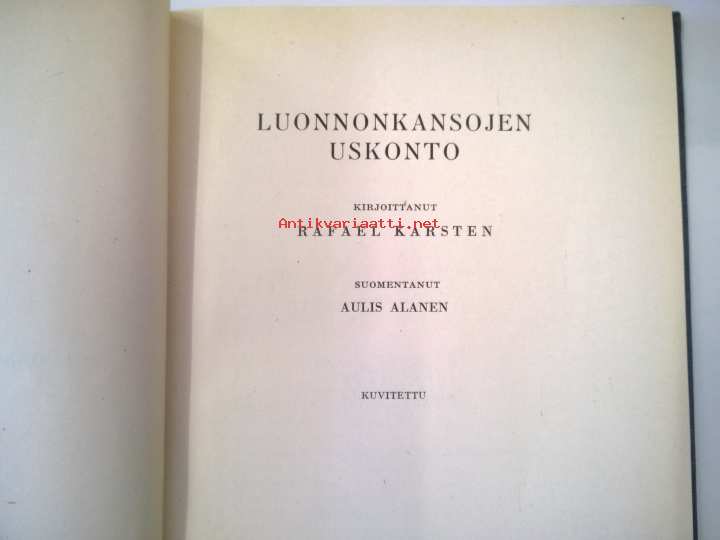 LUONNONKANSOJEN
USKONTO
KIRJOITTANUT
Antikvariaatti.net
RAFAEL KARSTEN
SUOMENTANUT
AULIS ALANEN
KUVITETTU